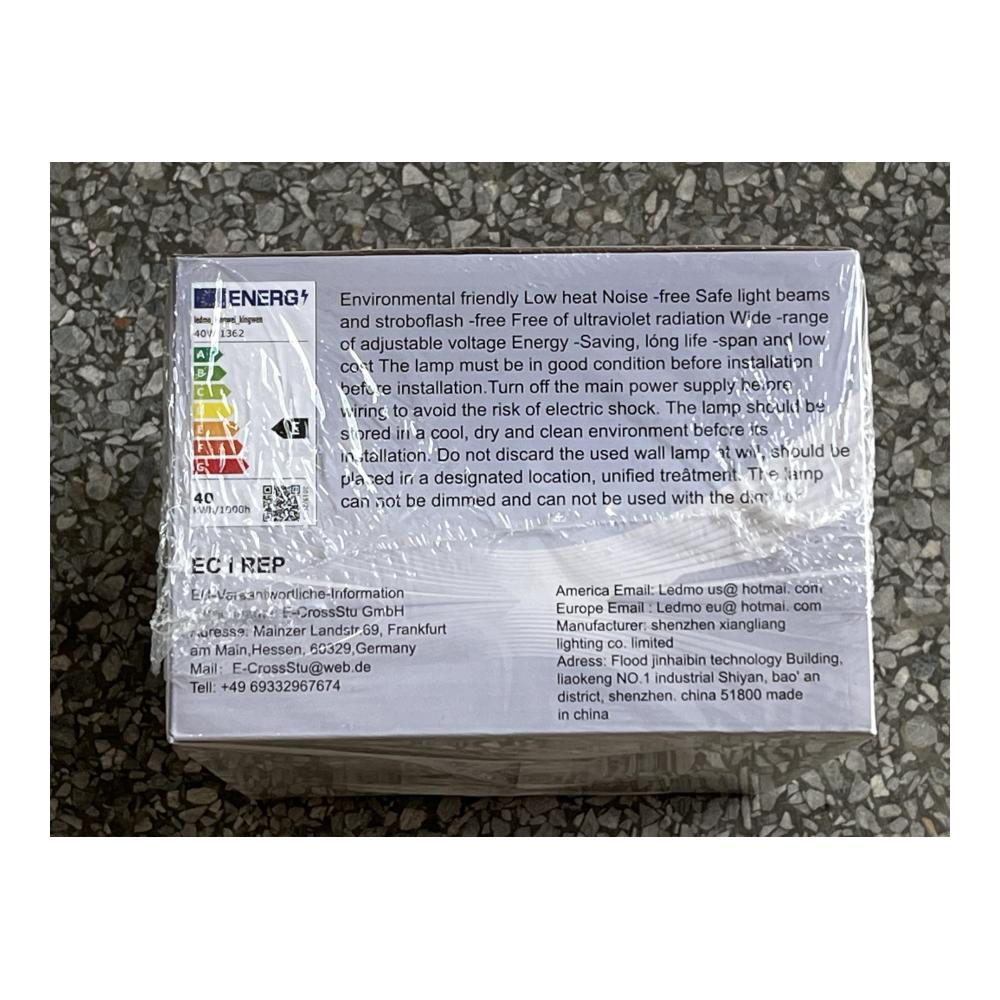 ENERG
40W 1362
A
B
C
E
F
G
E
40
kWh/1000h
Environmental friendly Low heat Noise -free Safe light beams
and stroboflash -free Free of ultraviolet radiation Wide -range
of adjustable voltage Energy -Saving, lóng life -span and low
cost The lamp must be in good condition before installation
before installation.Turn off the main power supply before
wiring to avoid the risk of electric shock. The lamp should be
stored in a cool, dry and clean environment before its
installation. Do not discard the used wall lamp at will, should be
placed in a designated location, unified treâtment. The lamp
can not be dimmed and can not be used with the dimmer
EC REP
EU-Verantwortliche-Information
E-CrossStu GmbH
Adresse: Mainzer Landstr.69, Frankfurt
am Main,Hessen, 60329,Germany
Mail: E-CrossStu@web.de
Tell: +49 69332967674
America Email: Ledmo us@ hotmai. com
Europe Email : Ledmo eu@ hotmai. com
Manufacturer: shenzhen xiangliang
lighting co. limited
Adress: Flood jinhaibin technology Building,
liaokeng NO.1 industrial Shiyan, bao' an
district, shenzhen. china 51800 made
in china